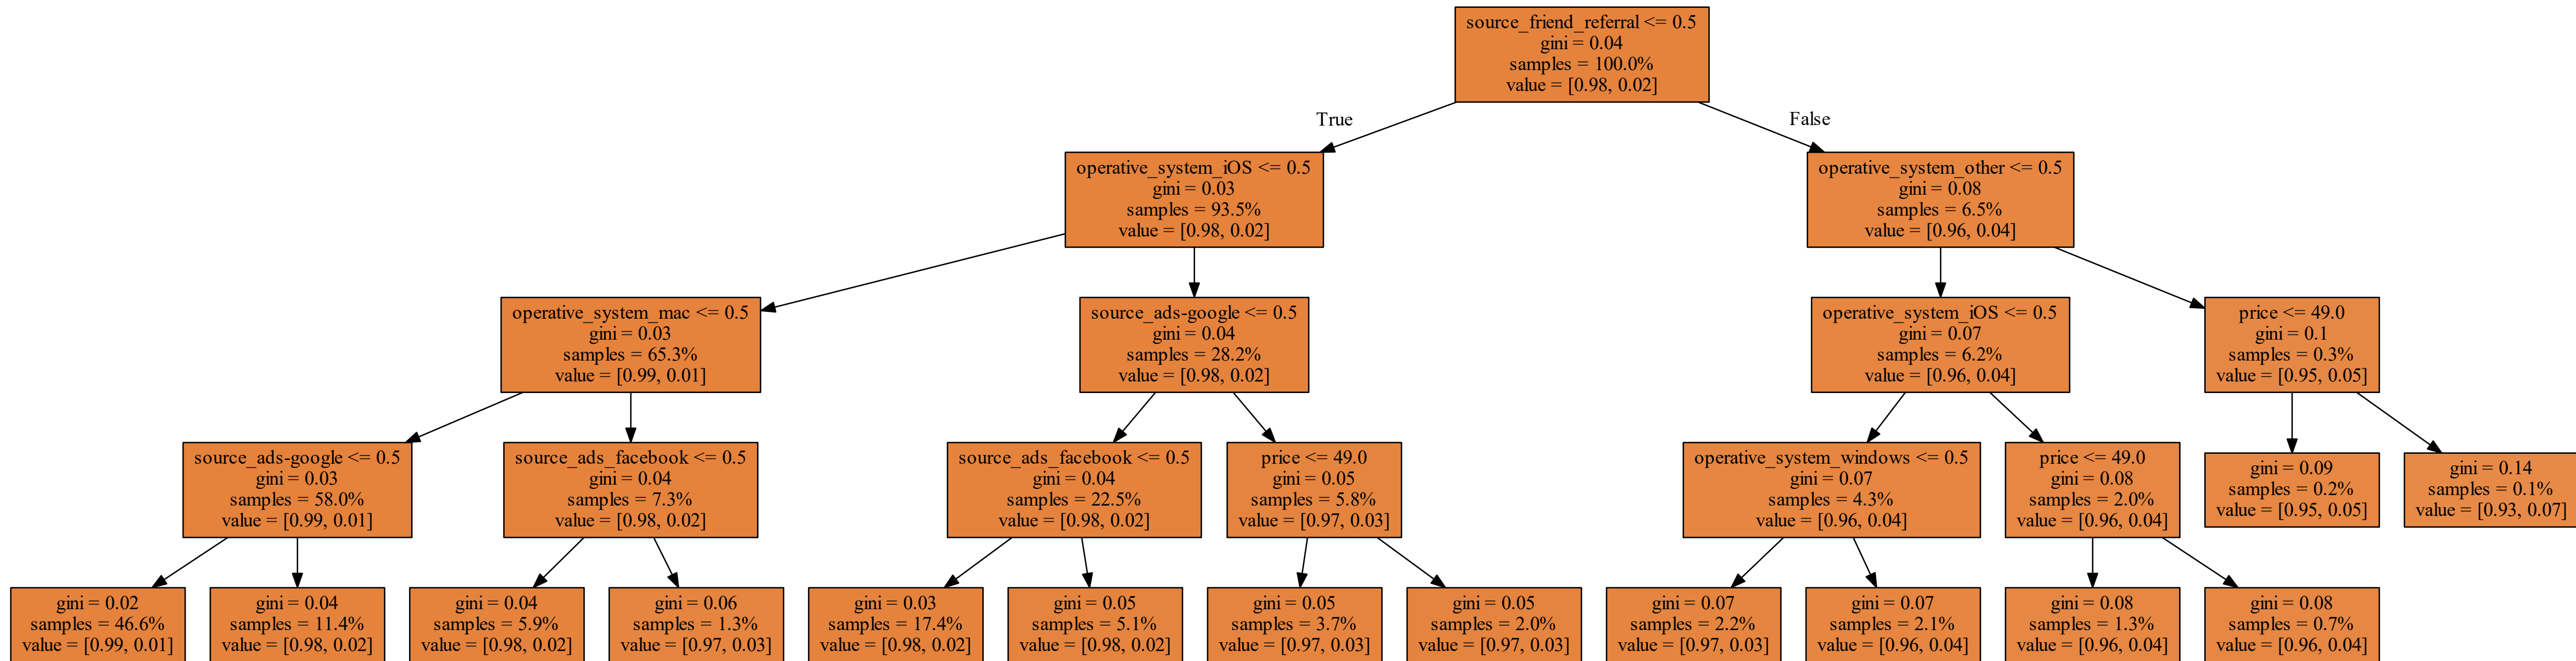 source_friend_referral <= 0.5
gini = 0.04
samples = 100.0%
value = [0.98, 0.02]
True
False
operative_system_iOS <= 0.5
gini = 0.03
samples = 93.5%
value = [0.98, 0.02]
operative_system_other <= 0.5
gini = 0.08
samples = 6.5%
value = [0.96, 0.04]
operative_system_mac <= 0.5
gini = 0.03
samples = 65.3%
value = [0.99, 0.01]
source_ads-google <= 0.5
gini = 0.04
samples = 28.2%
value = [0.98, 0.02]
operative_system_iOS <= 0.5
gini = 0.07
samples = 6.2%
value = [0.96, 0.04]
price <= 49.0
gini = 0.1
samples = 0.3%
value = [0.95, 0.05]
source_ads-google <= 0.5
gini = 0.03
samples = 58.0%
value = [0.99, 0.01]
source_ads_facebook <= 0.5
gini = 0.04
samples = 7.3%
value = [0.98, 0.02]
source_ads_facebook <= 0.5
gini = 0.04
samples = 22.5%
value = [0.98, 0.02]
price <= 49.0
gini = 0.05
samples = 5.8%
value = [0.97, 0.03]
operative_system_windows <= 0.5
gini = 0.07
samples = 4.3%
value = [0.96, 0.04]
price <= 49.0
gini = 0.08
samples = 2.0%
value = [0.96, 0.04]
gini = 0.09
samples = 0.2%
value = [0.95, 0.05]
gini = 0.14
samples = 0.1%
value = [0.93, 0.07]
gini = 0.02
samples = 46.6%
value = [0.99, 0.01]
gini = 0.04
samples = 11.4%
value = [0.98, 0.02]
gini = 0.04
samples = 5.9%
value = [0.98, 0.02]
gini = 0.06
samples = 1.3%
value = [0.97, 0.03]
gini = 0.03
samples = 17.4%
value = [0.98, 0.02]
gini = 0.05
samples = 5.1%
value = [0.98, 0.02]
gini = 0.05
samples = 3.7%
value = [0.97, 0.03]
gini = 0.05
samples = 2.0%
value = [0.97, 0.03]
gini = 0.07
samples = 2.2%
value = [0.97, 0.03]
gini = 0.07
samples = 2.1%
value = [0.96, 0.04]
gini = 0.08
samples = 1.3%
value = [0.96, 0.04]
gini = 0.08
samples = 0.7%
value = [0.96, 0.04]